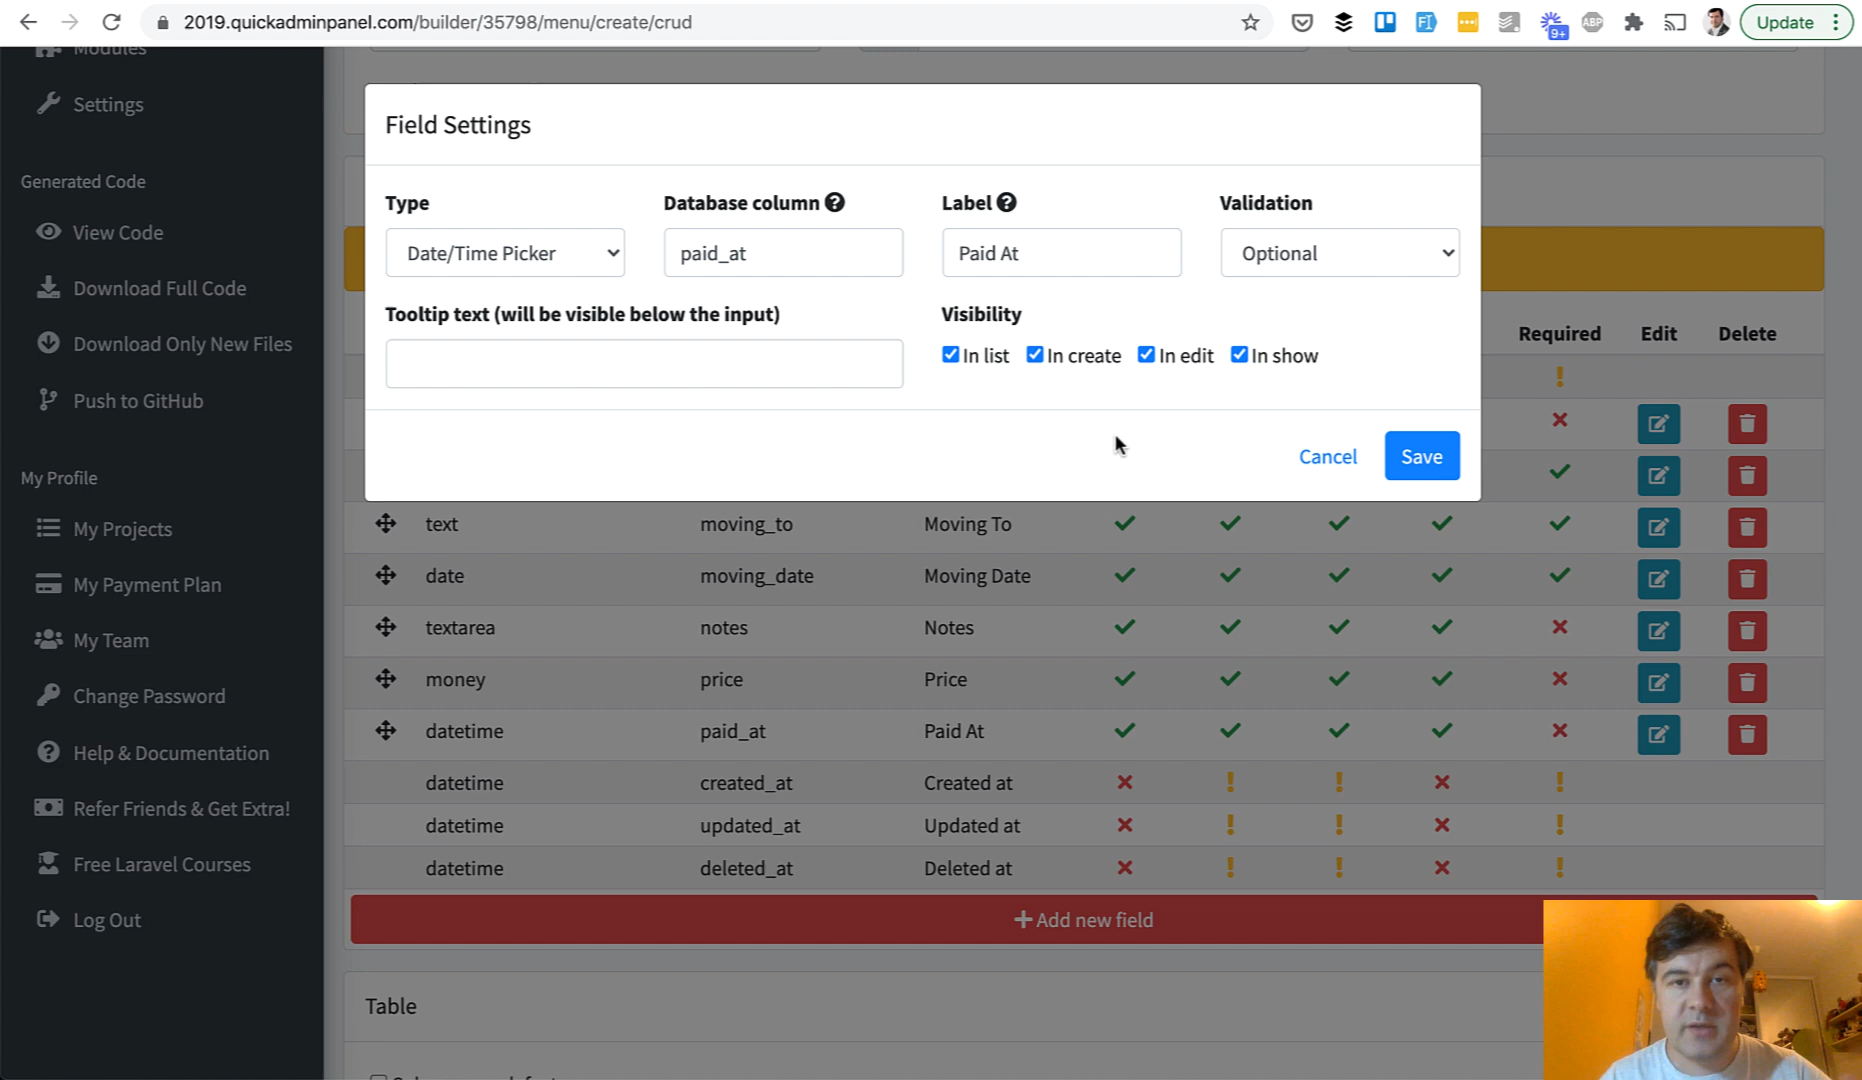 2019.quickadminpanel.com/builder/35798/menu/create/crud
9+
ABP
Update
Modules
Settings
Generated Code
View Code
Download Full Code
Download Only New Files
Push to GitHub
My Profile
My Projects
My Payment Plan
My Team
Change Password
Help & Documentation
Refer Friends & Get Extra!
Free Laravel Courses
Log Out
Field Settings
Type
Database column
Label
Validation
Date/Time Picker
paid_at
Paid At
Optional
Tooltip text (will be visible below the input)
Visibility
In list
In create
In edit
In show
Cancel
Save
Required
Edit
Delete
text moving_to Moving To
date moving_date Moving Date
textarea notes Notes
money price Price
datetime paid_at Paid At
datetime created_at Created at
datetime updated_at Updated at
datetime deleted_at Deleted at
Add new field
Table